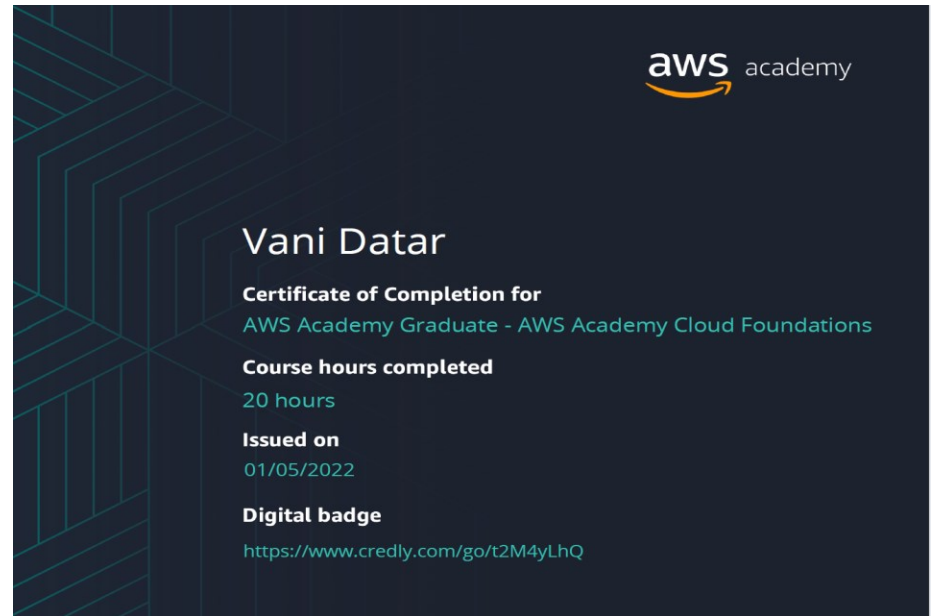 aws academy
Vani Datar
Certificate of Completion for
AWS Academy Graduate - AWS Academy Cloud Foundations
Course hours completed
20 hours
Issued on
01/05/2022
Digital badge
https://www.credly.com/go/t2M4yLhQ